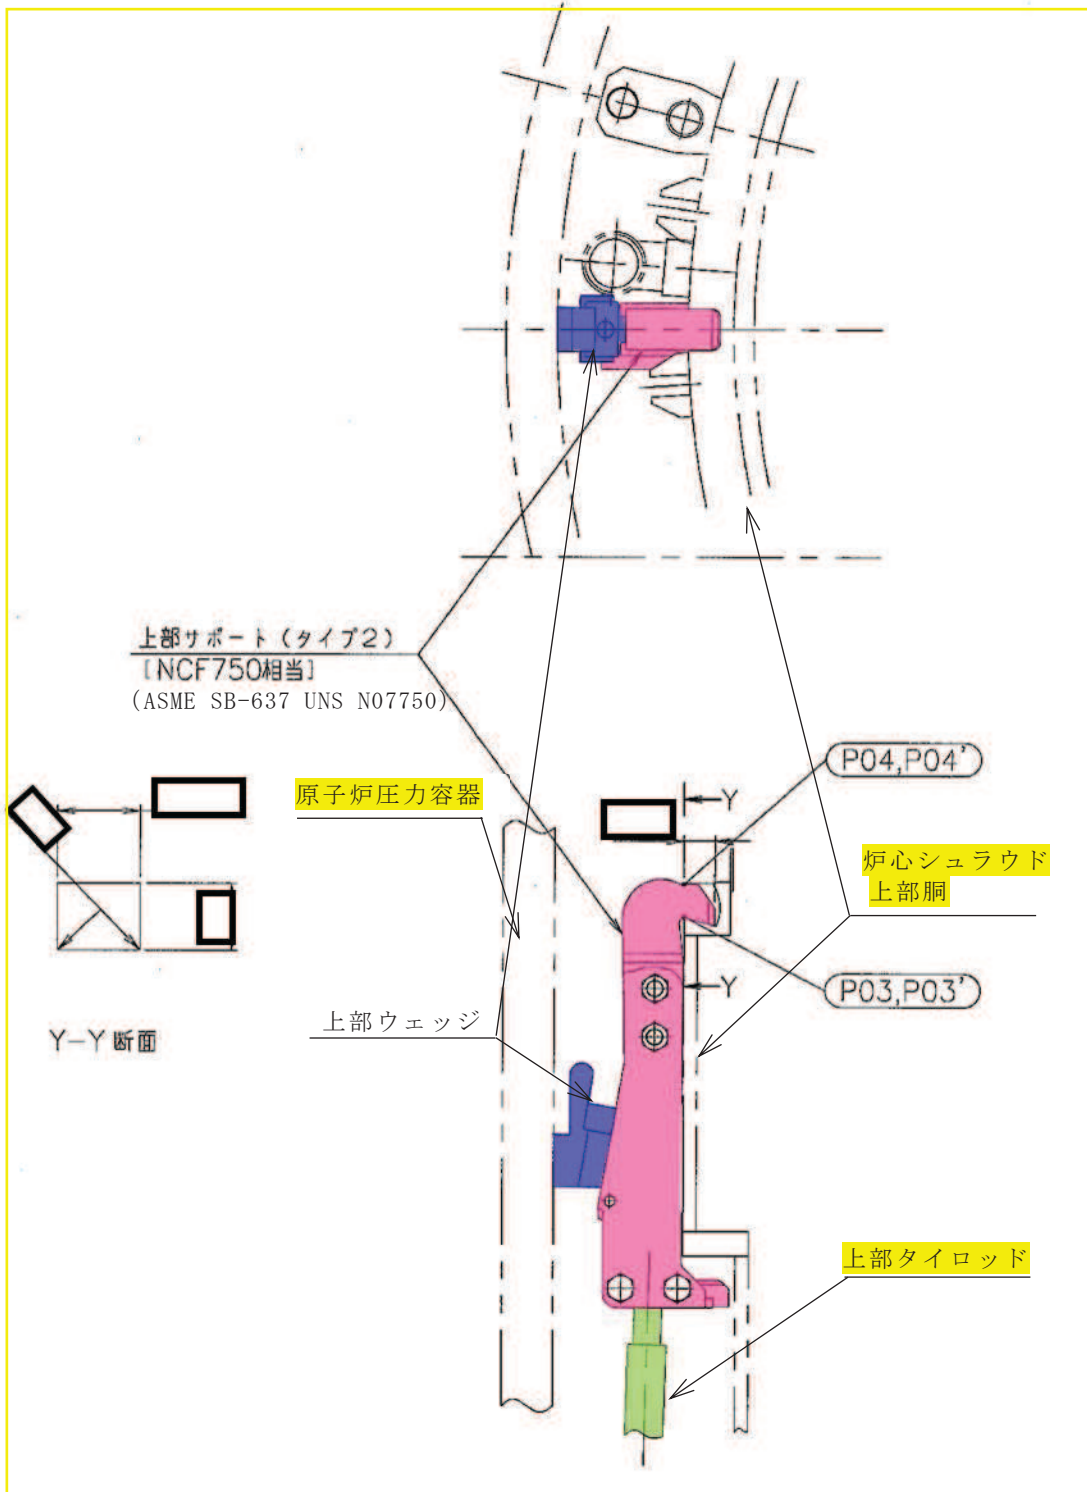 上部サポート(タイプ2)
[NCF750相当]
(ASME SB-637 UNS N07750)
原子炉圧力容器
P04,P04'
Y
炉心シュラウド
上部胴
Y
P03,P03'
上部ウェッジ
Y-Y断面
上部タイロッド